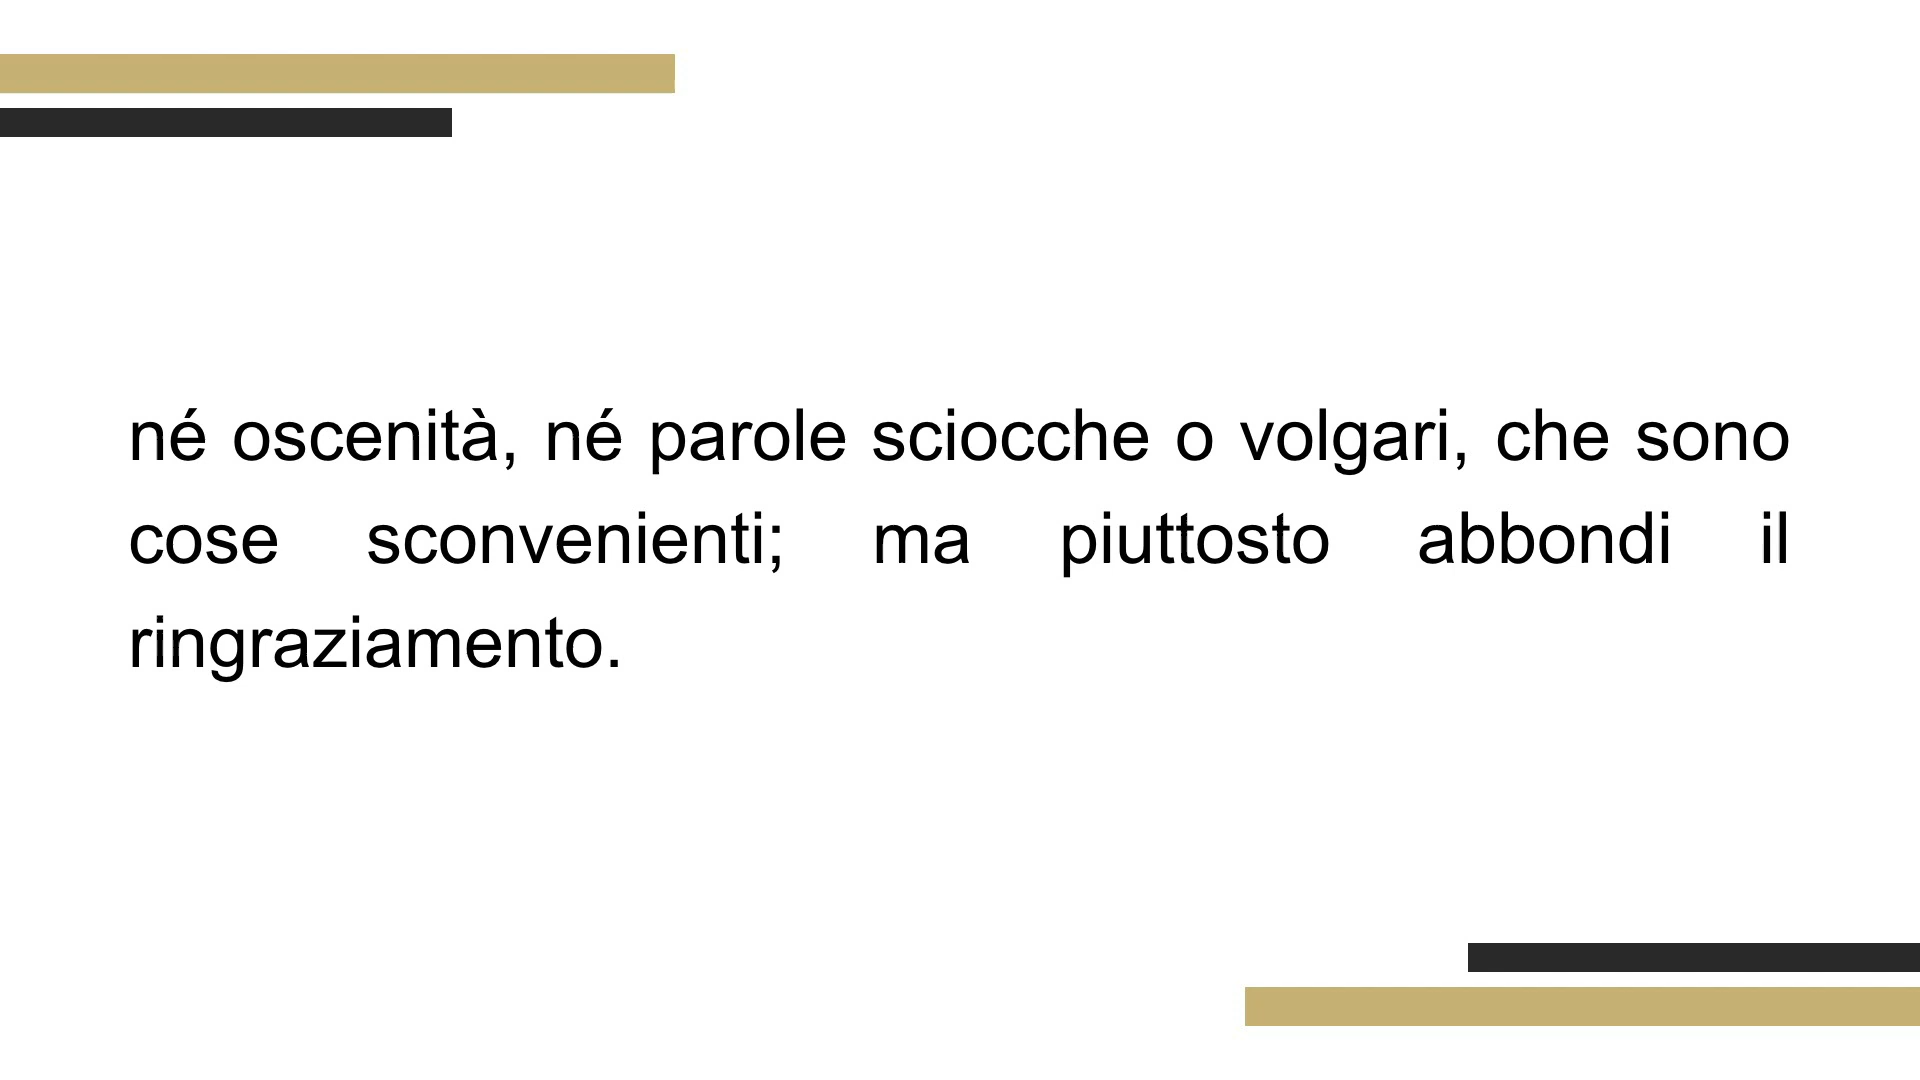 né oscenità, né parole sciocche o volgari, che sono
cose sconvenienti; ma piuttosto abbondi il
ringraziamento.